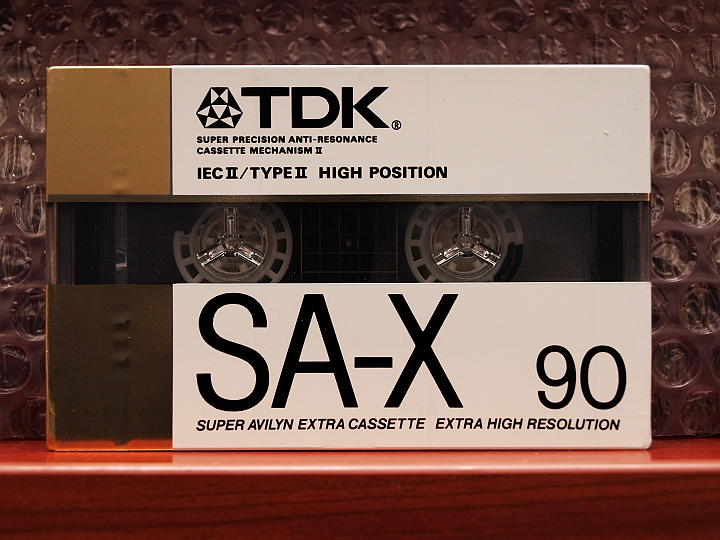 TDK®
SUPER PRECISION ANTI-RESONANCE
CASSETTE MECHANISM II
IEC II/TYPE II HIGH POSITION
SA-X 90
SUPER AVILYN EXTRA CASSETTE EXTRA HIGH RESOLUTION